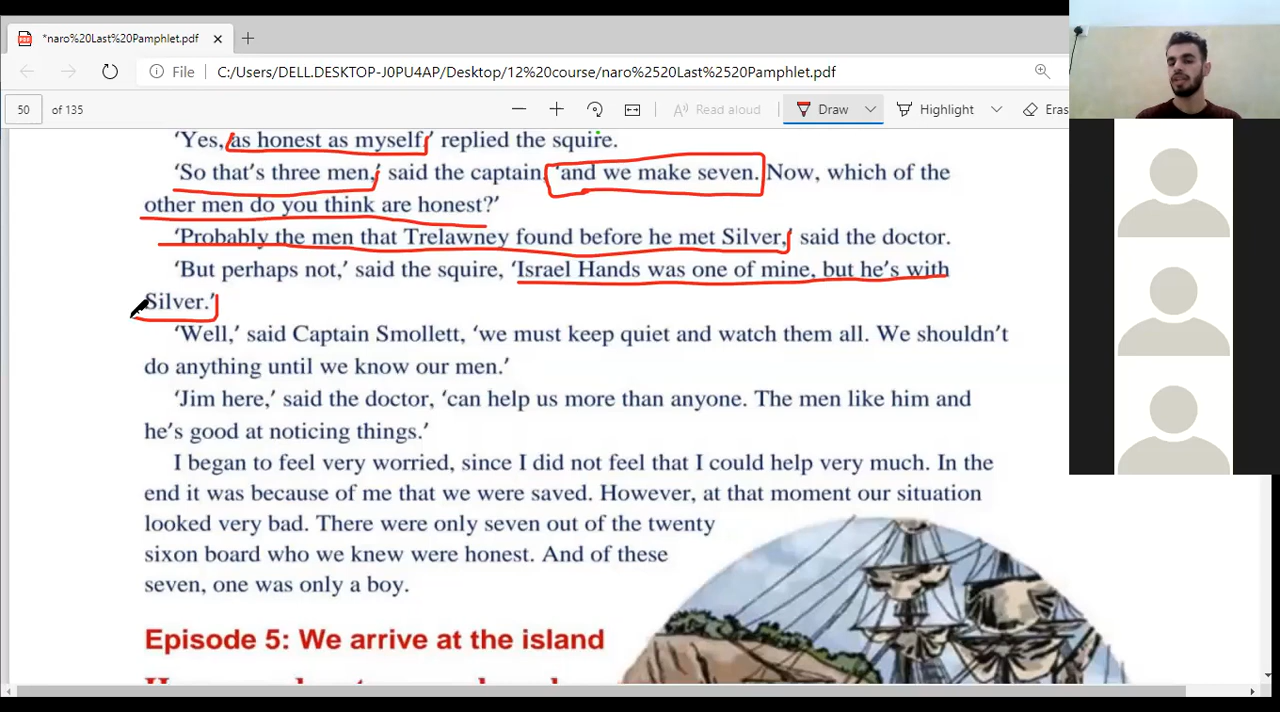 *naro%20Last%20Pamphlet.pdf
File C:/Users/DELL.DESKTOP-J0PU4AP/Desktop/12%20course/naro%2520Last%2520Pamphlet.pdf
50 of 135 Read aloud Draw Highlight Eras
'Yes, as honest as myself,' replied the squire.
'So that's three men,' said the captain, 'and we make seven. Now, which of the
other men do you think are honest?'
'Probably the men that Trelawney found before he met Silver,' said the doctor.
'But perhaps not,' said the squire, 'Israel Hands was one of mine, but he's with
Silver.'
'Well,' said Captain Smollett, 'we must keep quiet and watch them all. We shouldn't
do anything until we know our men.'
'Jim here,' said the doctor, 'can help us more than anyone. The men like him and
he's good at noticing things.'
I began to feel very worried, since I did not feel that I could help very much. In the
end it was because of me that we were saved. However, at that moment our situation
looked very bad. There were only seven out of the twenty
sixon board who we knew were honest. And of these
seven, one was only a boy.
Episode 5: We arrive at the island